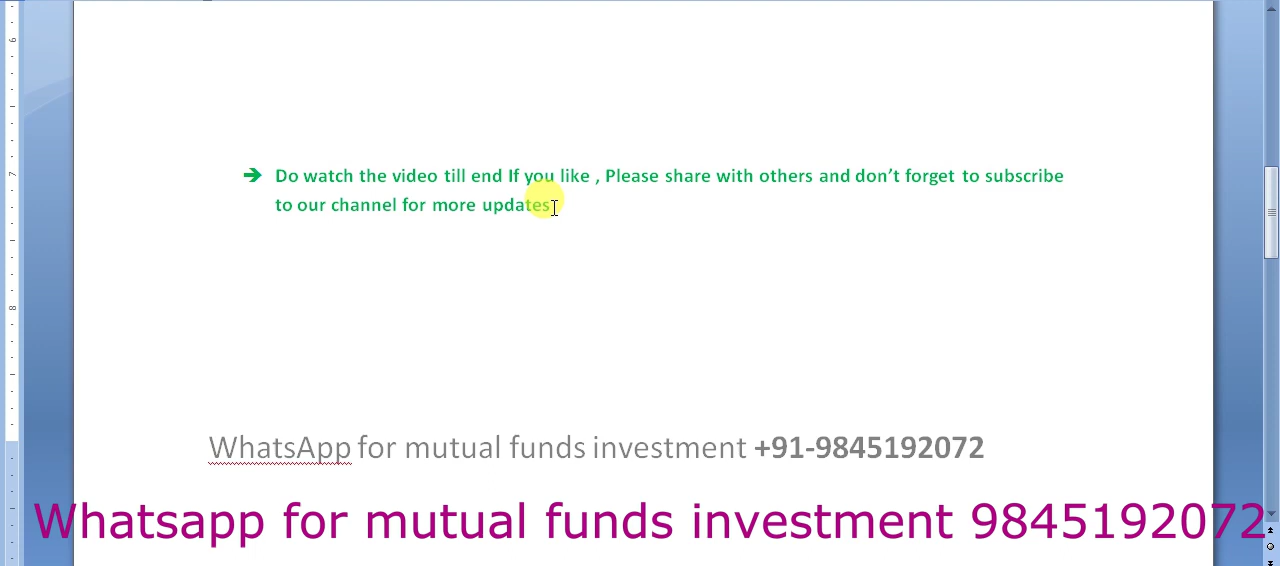 ➔ Do watch the video till end If you like , Please share with others and don’t forget to subscribe
to our channel for more updates
WhatsApp for mutual funds investment +91-9845192072
Whatsapp for mutual funds investment 9845192072